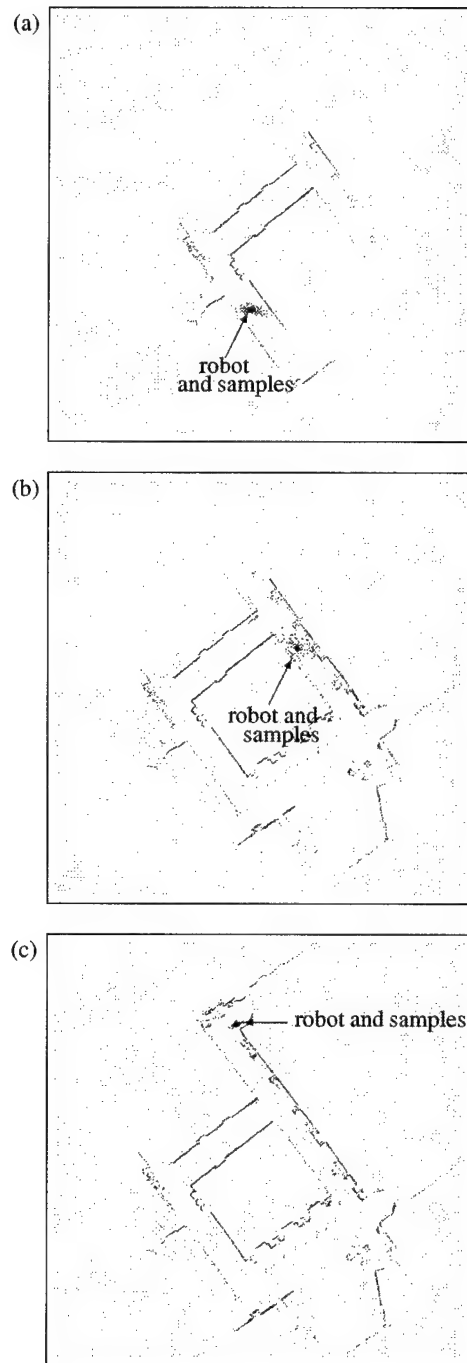 (a)
robot
and samples
(b)
robot and
samples
(c)
robot and samples